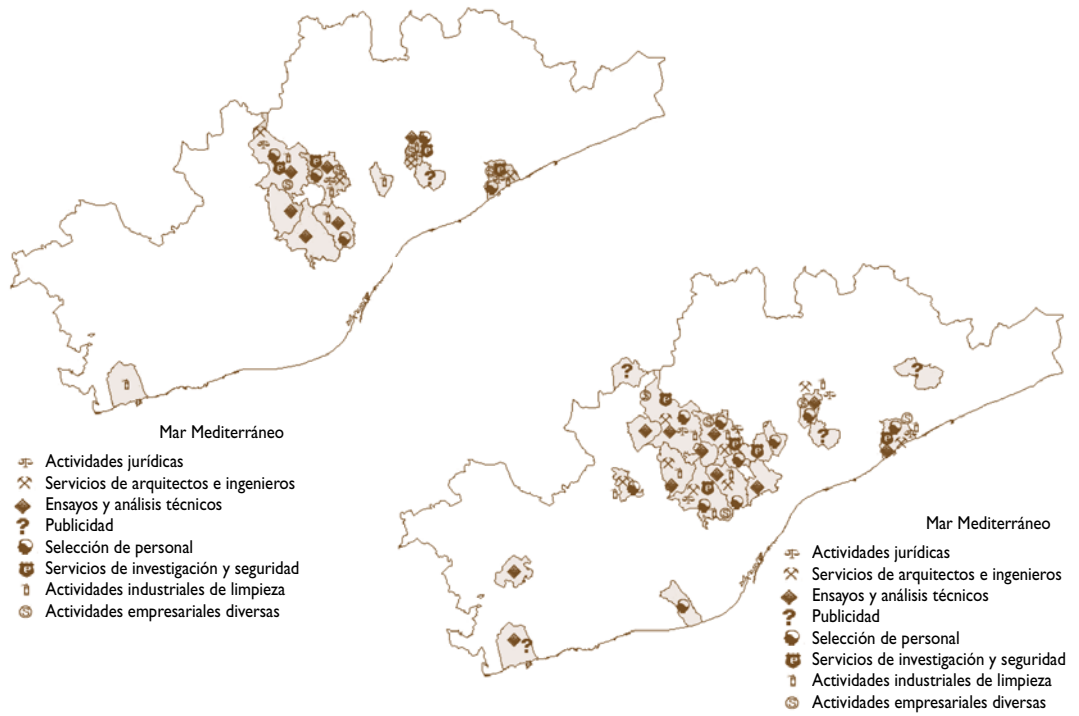 Mar Mediterráneo
Actividades jurídicas
Servicios de arquitectos e ingenieros
Ensayos y análisis técnicos
Publicidad
Selección de personal
Servicios de investigación y seguridad
Actividades industriales de limpieza
Actividades empresariales diversas
Mar Mediterráneo
Actividades jurídicas
Servicios de arquitectos e ingenieros
Ensayos y análisis técnicos
Publicidad
Selección de personal
Servicios de investigación y seguridad
Actividades industriales de limpieza
Actividades empresariales diversas